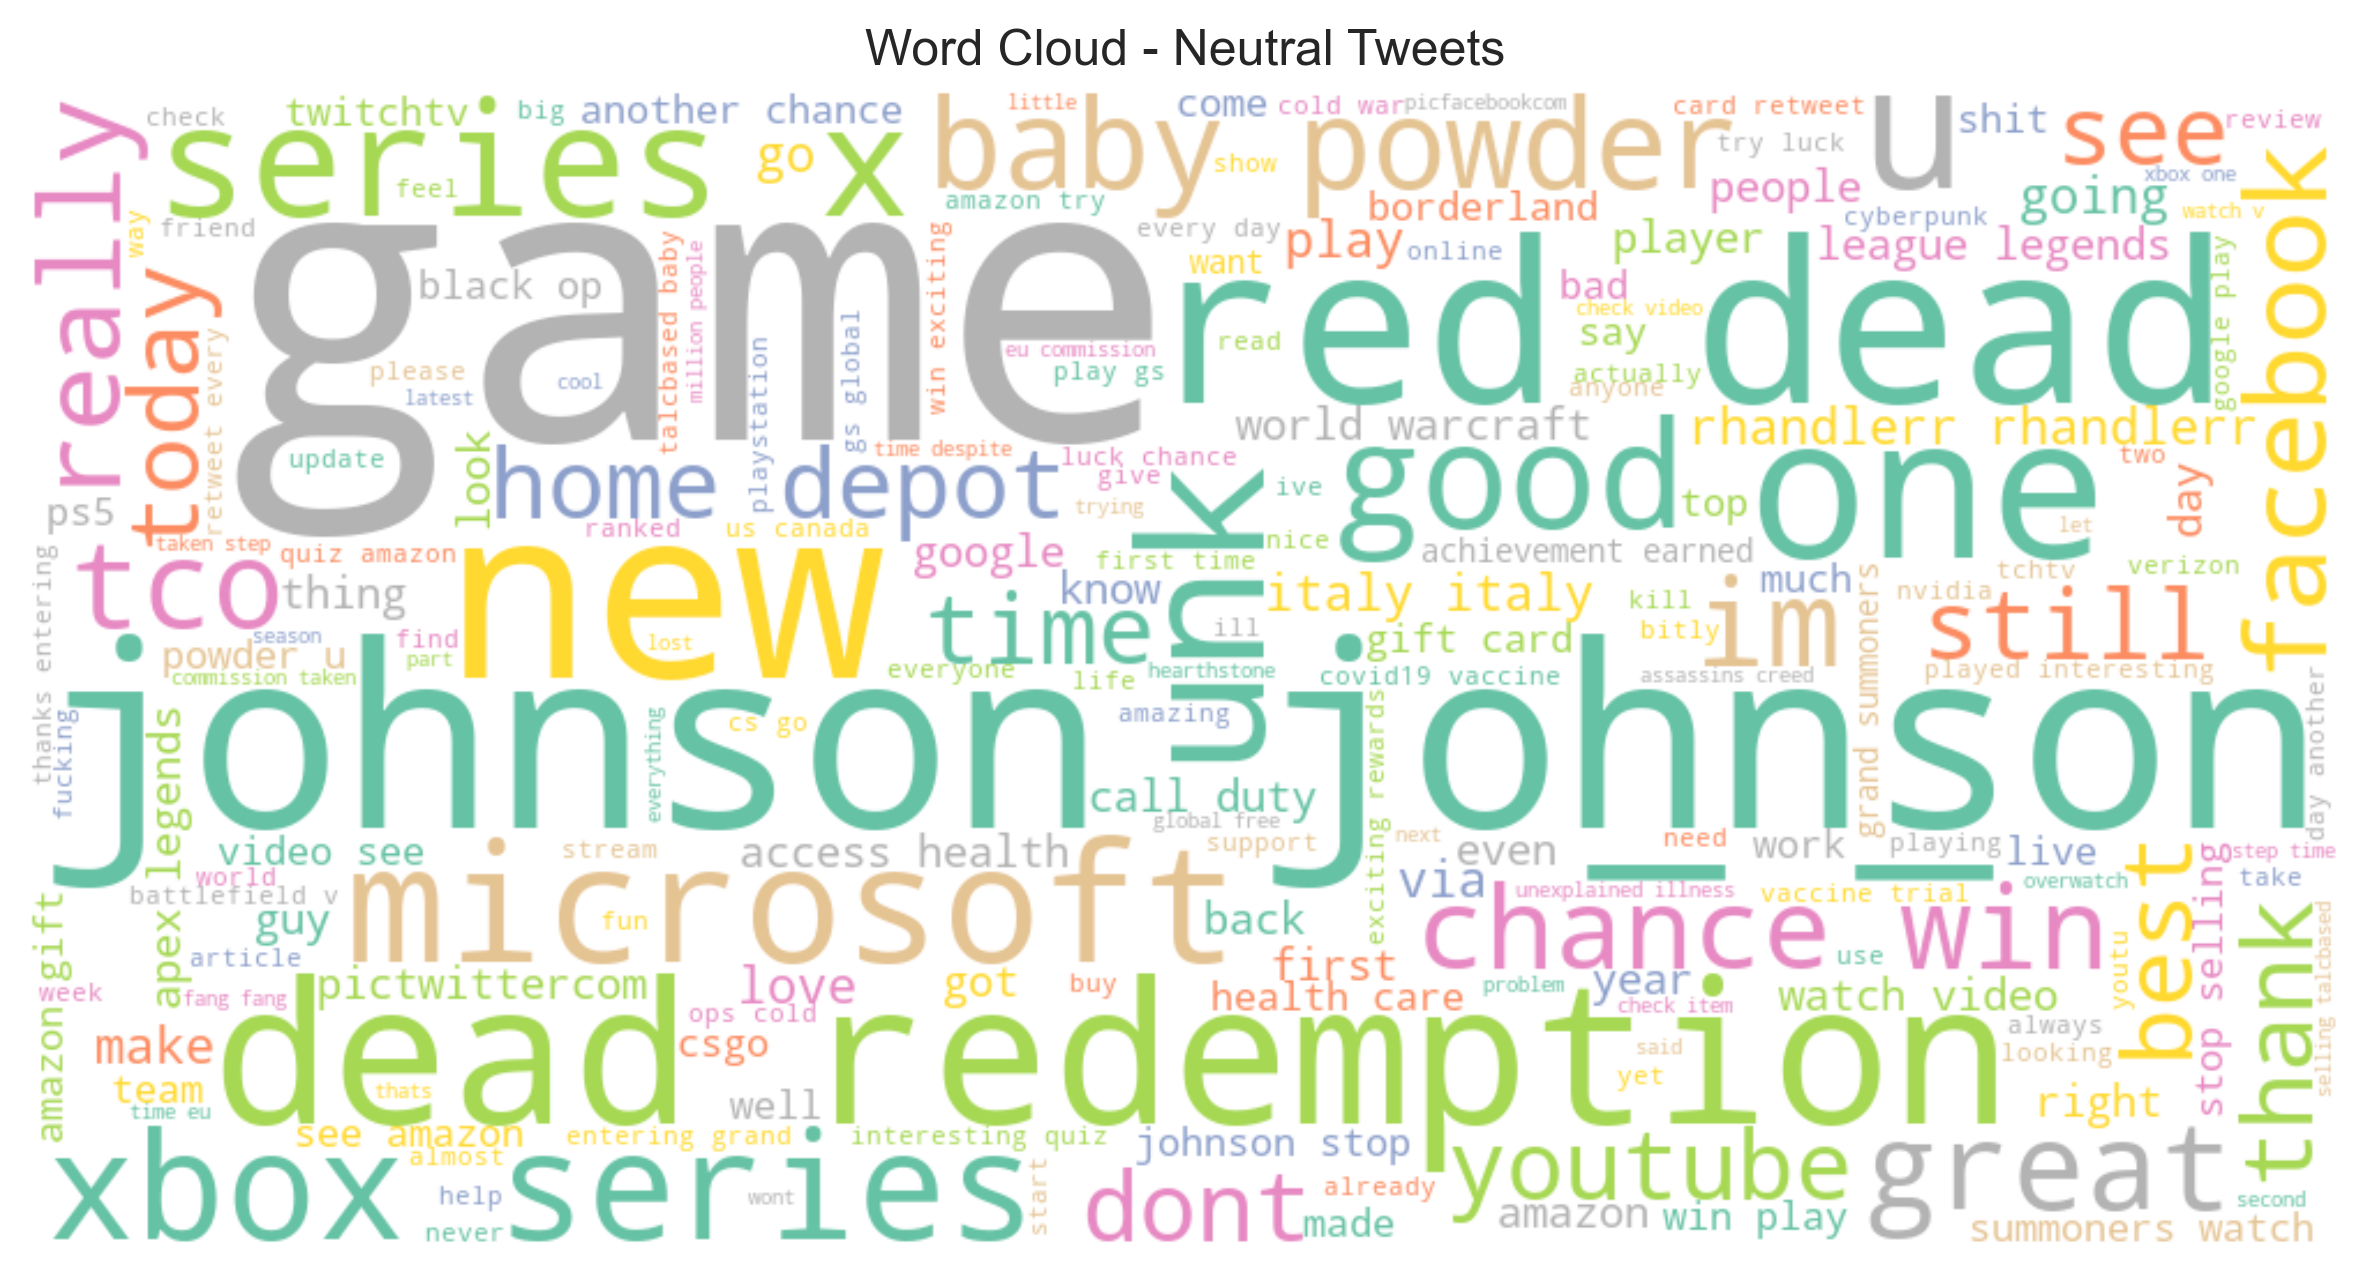 Word Cloud - Neutral Tweets
check
twitchtv
big
another chance
little
come
cold war
picfacebookcom
card retweet
shit
see
review
really
series x
go
baby powder
u
try luck
feel
show
xbox one
people
facebook
way
friend
amazon try
borderland
going
watch v
cyberpunk
every day
play
online
player
league legends
today
game
black op
talcbased baby
million people
win exciting
want
red dead
bad
check video
google play
retweet every
please
latest
cool
playstation
gs global
eu commission
play gs
read
say
actually
anyone
update
look
home depot
time despite
luck chance
give
world warcraft
good
rhandlerr rhandlerr
one
two
day
ps5
trying
unk
ive
top
let
taken step
quiz amazon
ranked
us canada
google
first time
nice
achievement earned
tco
thing
new
know
italy italy
much
kill
im
tchtv
nvidia
verizon
still
thanks entering
season
find
time
ill
gift card
bitly
powder u
part
lost
everyone
life
hearthstone
commission taken
covid19 vaccine
assassins creed
grand summoners
played interesting
johnson johnson
fucking
apex legends
everything
cs go
amazing
exciting rewards
day another
call duty
global free
video see
stream
access health
support
next
even
need
work
playing
live
step time
world
battlefield v
microsoft
via
unexplained illness
vaccine trial
overwatch
take
best
stop selling
guy
fun
back
chance win
amazongift
article
week
fang fang
pictwittercom
love
got
buy
first
health care
problem
year
check item
use
watch video
youtu
thank
selling talcbased
make
ops cold
csgo
dead redemption
said
yet
always
looking
team
thats
time eu
well
right
see amazon
almost
entering grand
interesting quiz
johnson stop
xbox series
help
never
wont
start
dont
already
made
youtube
amazon
win play
great
second
summoners watch